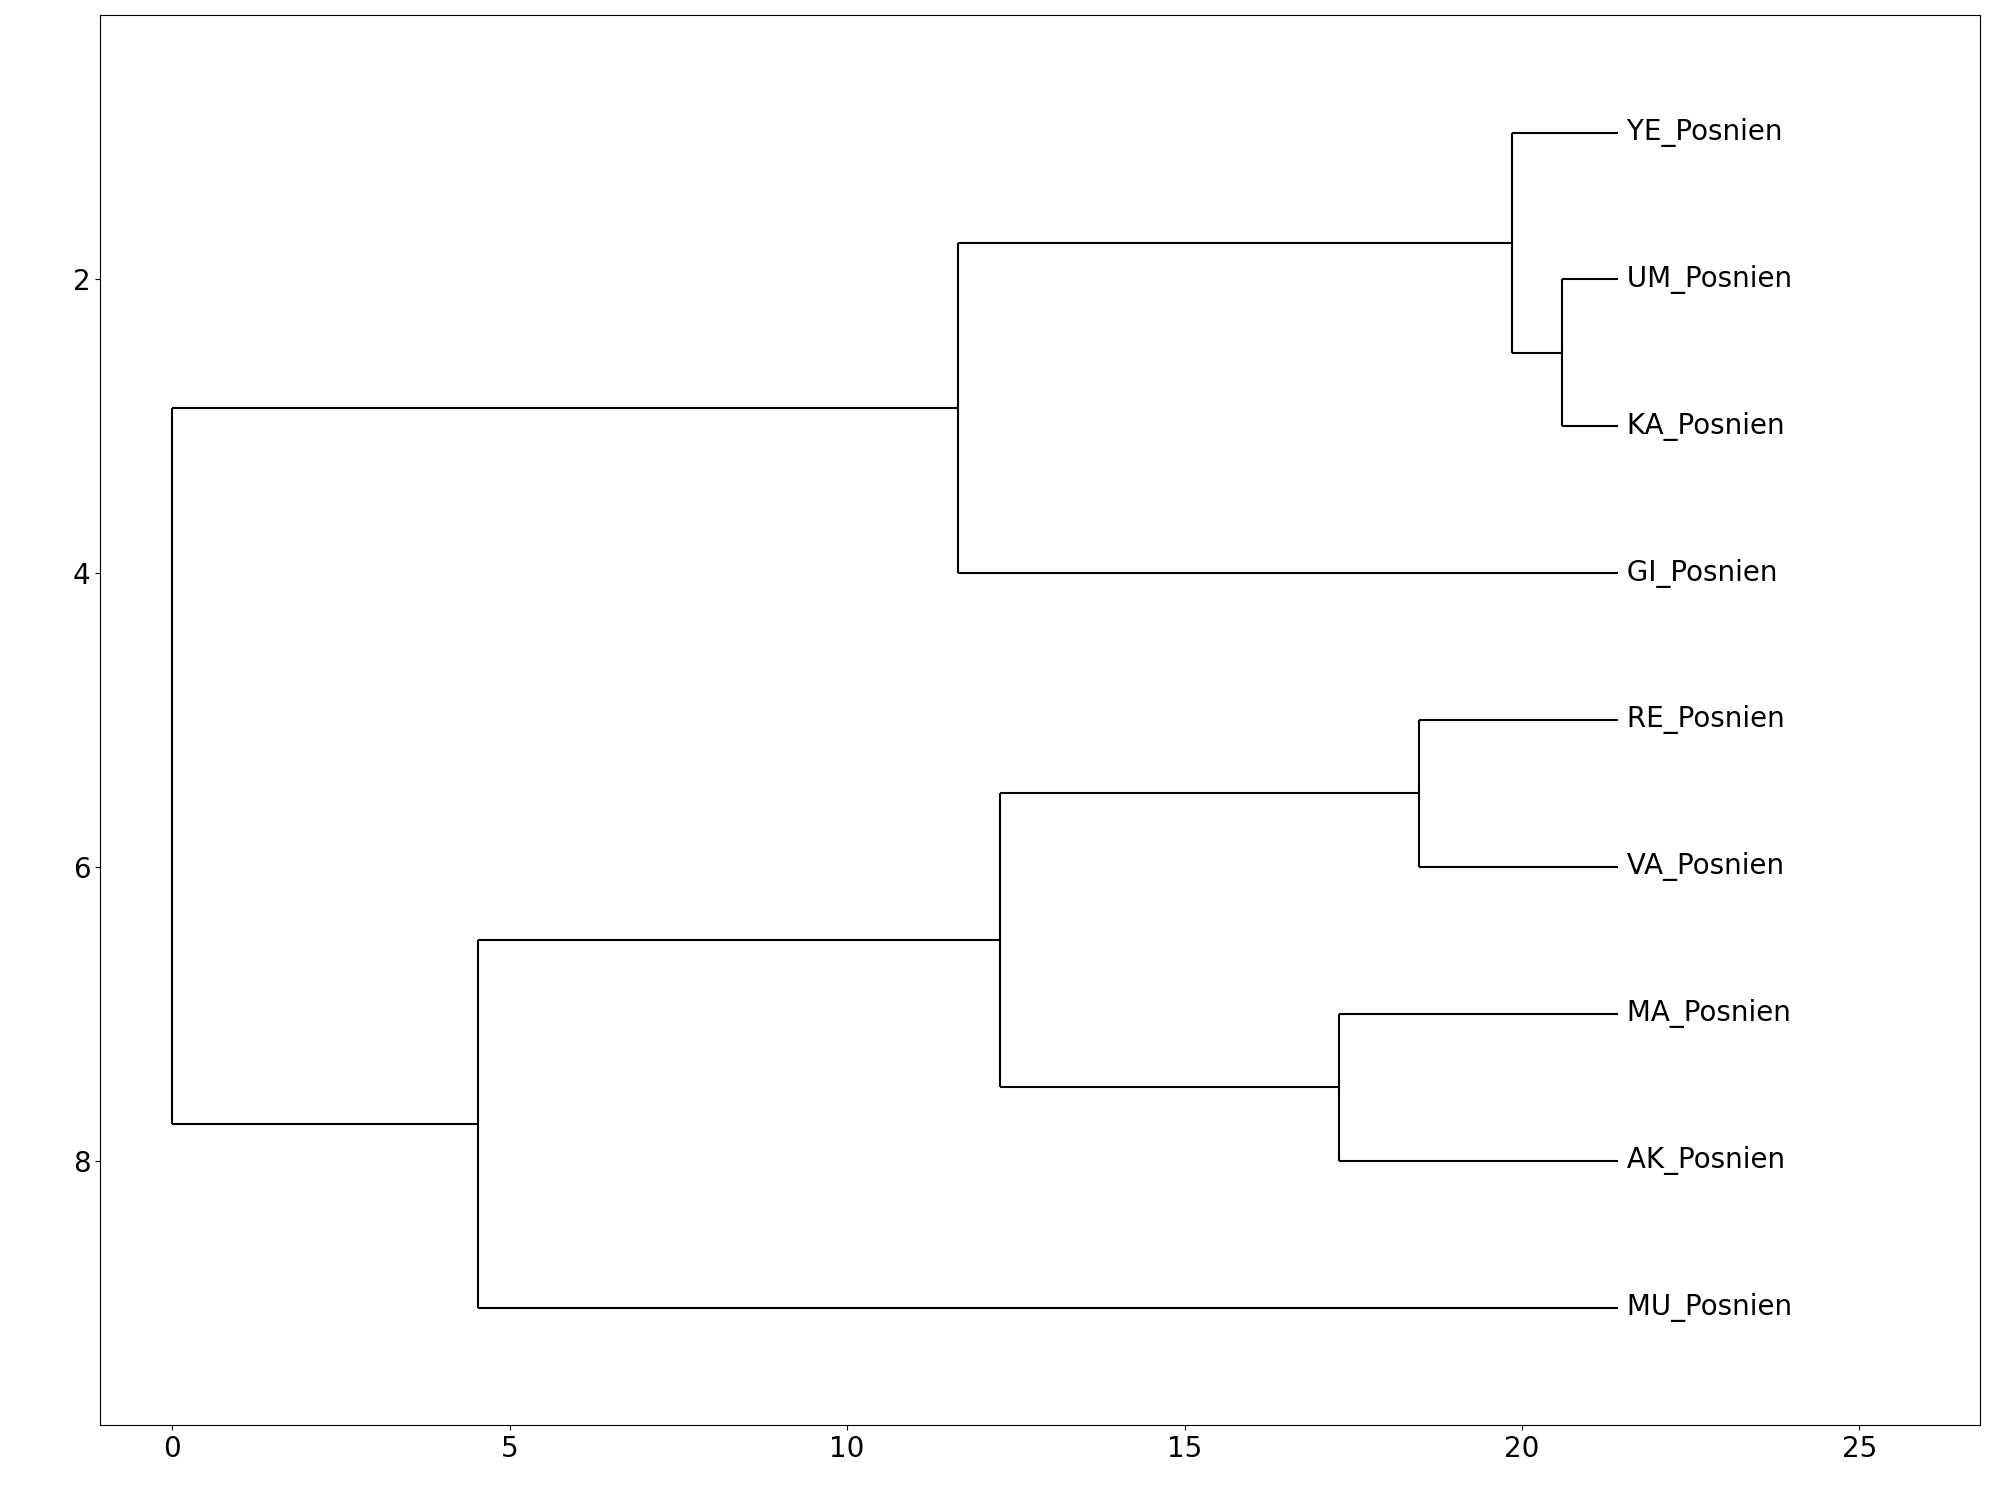 YE_Posnien
2
UM_Posnien
KA_Posnien
4
GI_Posnien
RE_Posnien
6
VA_Posnien
MA_Posnien
8
AK_Posnien
MU_Posnien
0 5 10 15 20 25